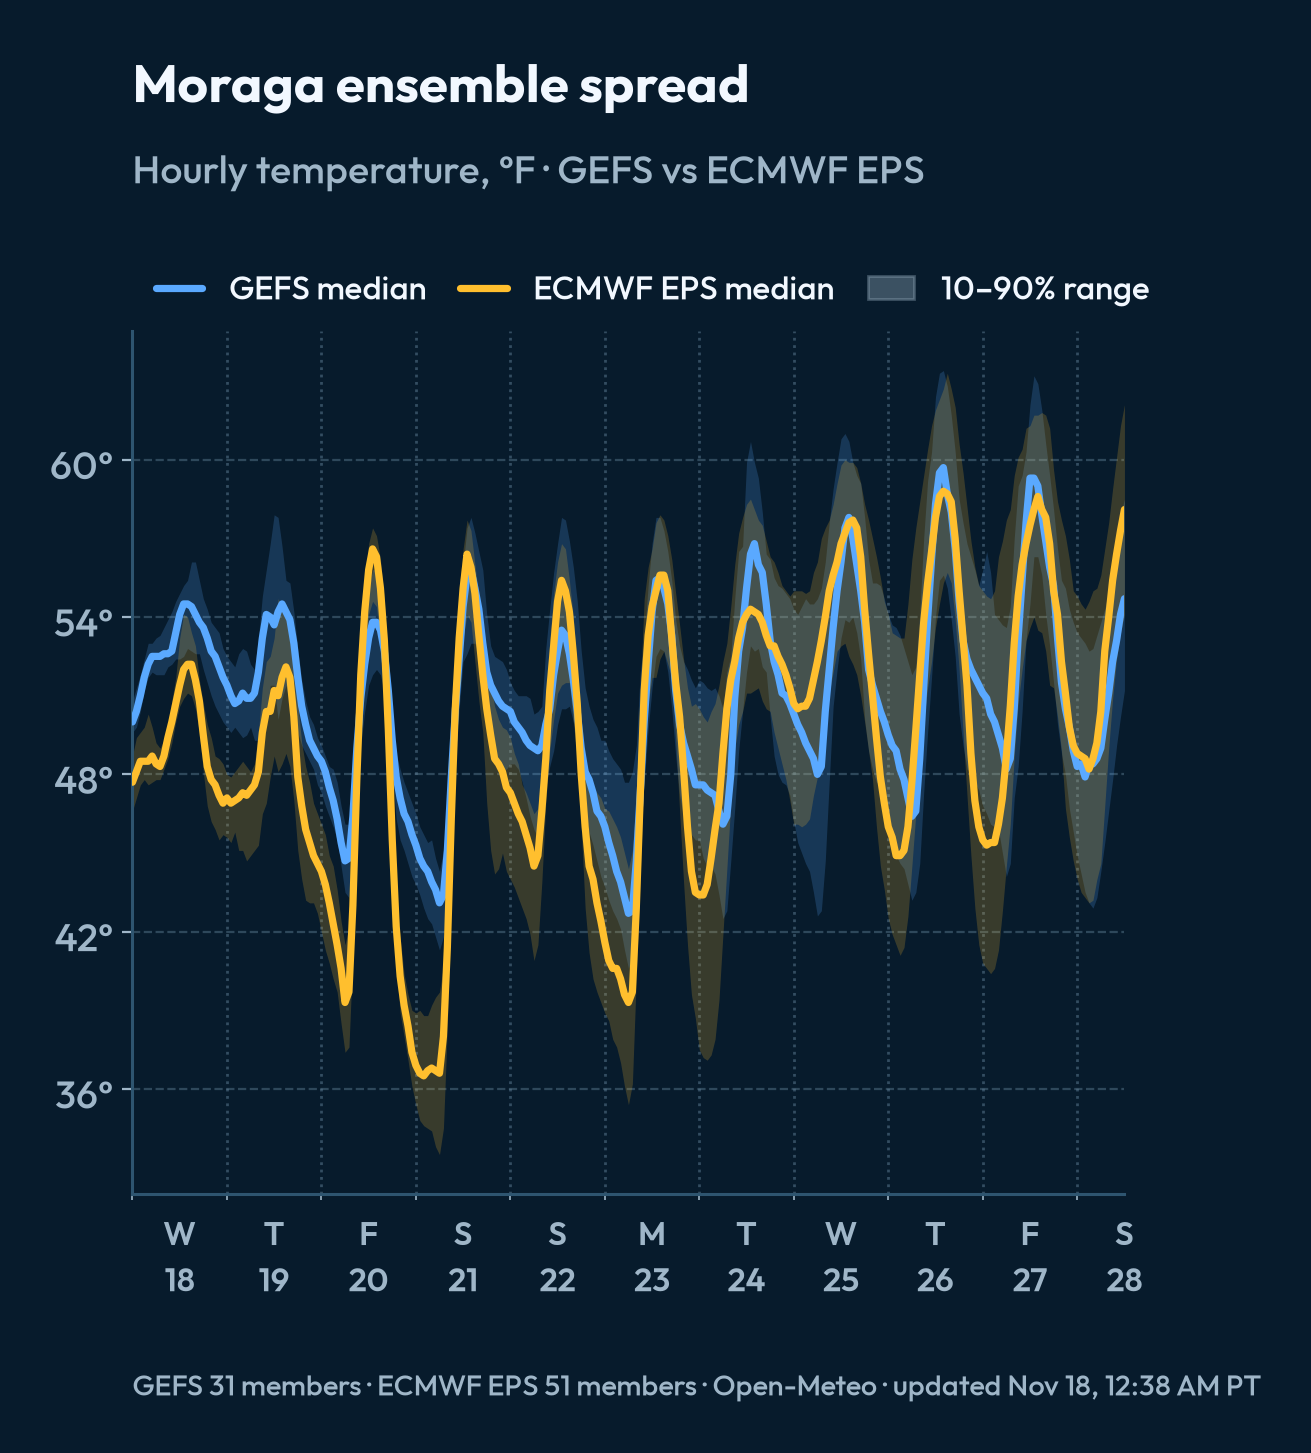 Moraga ensemble spread
Hourly temperature, °F · GEFS vs ECMWF EPS
GEFS median ECMWF EPS median 10–90% range
60°
54°
48°
42°
36°
W T F S S M T W T F S
18 19 20 21 22 23 24 25 26 27 28
GEFS 31 members · ECMWF EPS 51 members · Open-Meteo · updated Nov 18, 12:38 AM PT